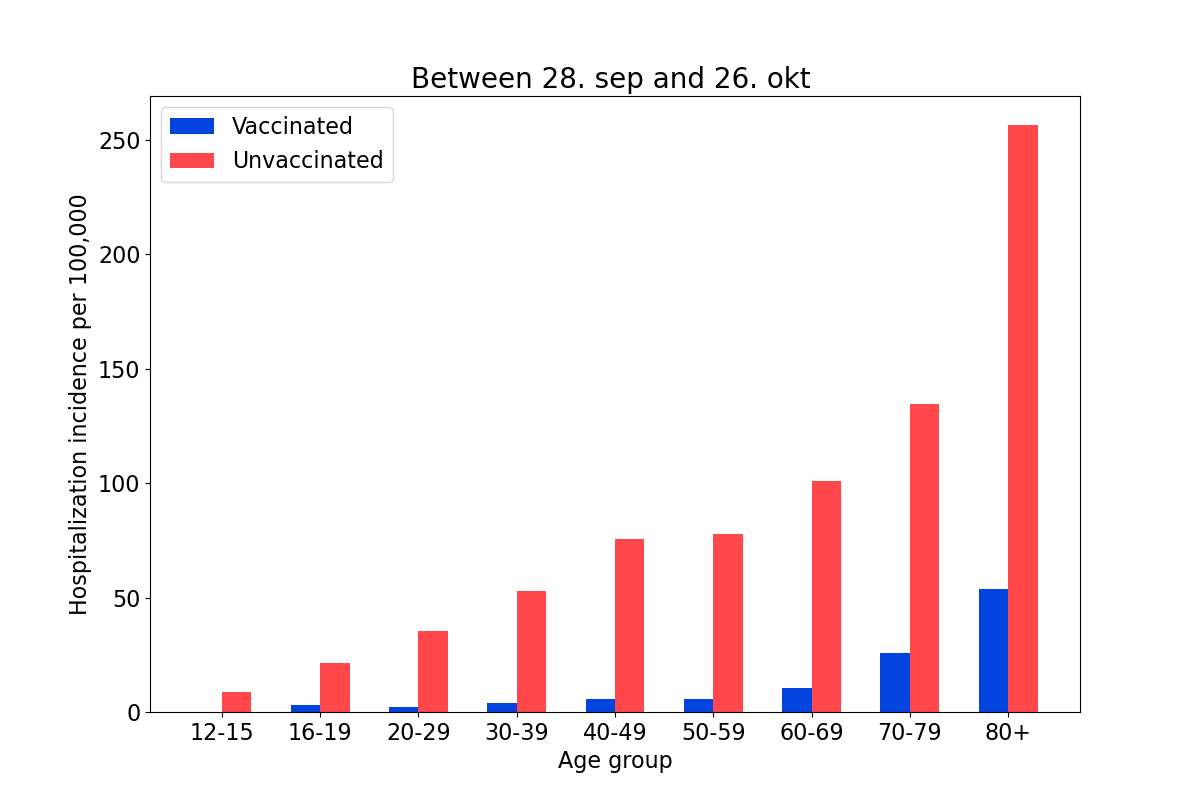 Between 28. sep and 26. okt
Vaccinated
Unvaccinated
Hospitalization incidence per 100,000
250
200
150
100
50
0
12-15 16-19 20-29 30-39 40-49 50-59 60-69 70-79 80+
Age group